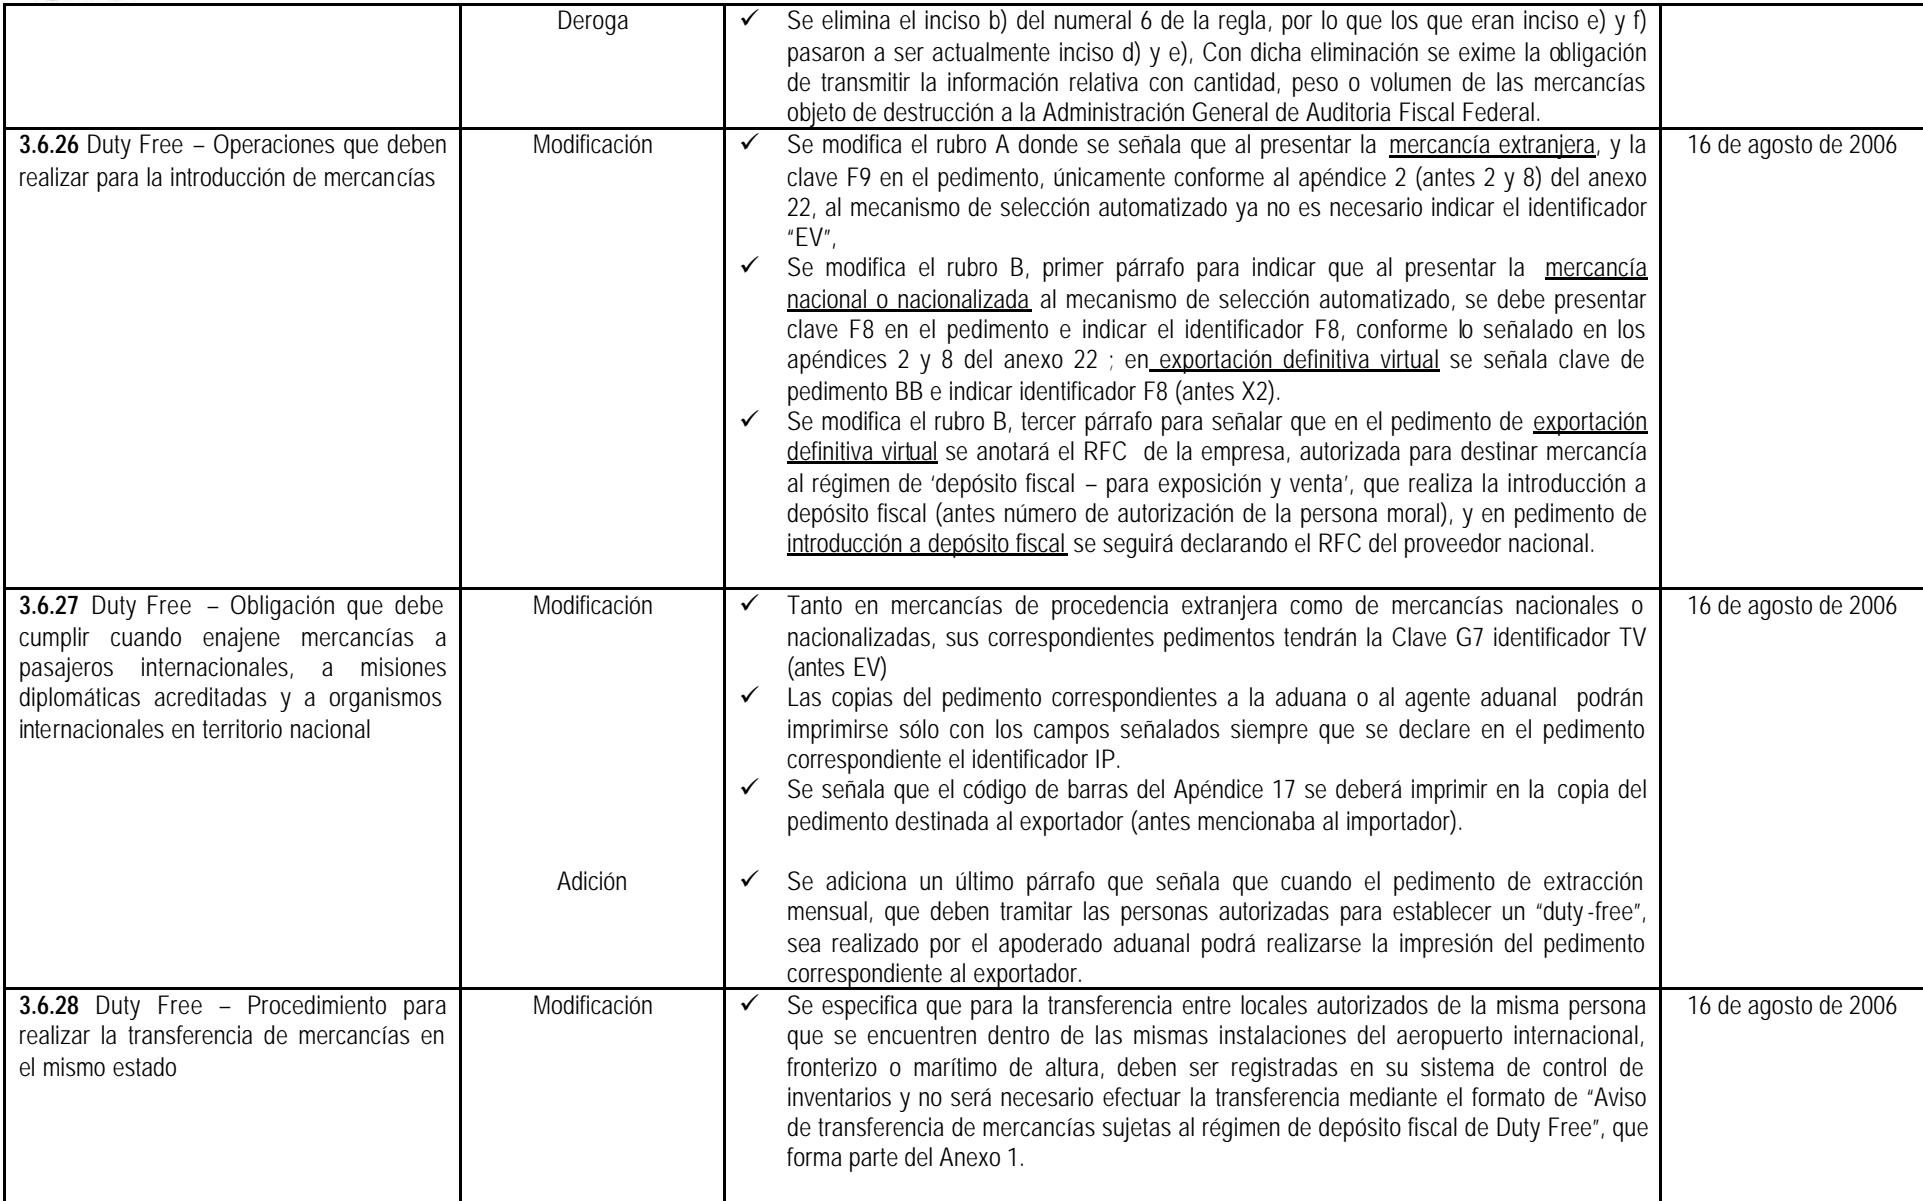 Deroga
✓ Se elimina el inciso b) del numeral 6 de la regla, por lo que los que eran inciso e) y f)
pasaron a ser actualmente inciso d) y e), Con dicha eliminación se exime la obligación
de transmitir la información relativa con cantidad, peso o volumen de las mercancías
objeto de destrucción a la Administración General de Auditoria Fiscal Federal.
3.6.26 Duty Free – Operaciones que deben
realizar para la introducción de mercancías
Modificación
✓ Se modifica el rubro A donde se señala que al presentar la mercancía extranjera, y la
clave F9 en el pedimento, únicamente conforme al apéndice 2 (antes 2 y 8) del anexo
22, al mecanismo de selección automatizado ya no es necesario indicar el identificador
“EV”,
✓ Se modifica el rubro B, primer párrafo para indicar que al presentar la mercancía
nacional o nacionalizada al mecanismo de selección automatizado, se debe presentar
clave F8 en el pedimento e indicar el identificador F8, conforme lo señalado en los
apéndices 2 y 8 del anexo 22 ; en exportación definitiva virtual se señala clave de
pedimento BB e indicar identificador F8 (antes X2).
✓ Se modifica el rubro B, tercer párrafo para señalar que en el pedimento de exportación
definitiva virtual se anotará el RFC de la empresa, autorizada para destinar mercancía
al régimen de ‘depósito fiscal – para exposición y venta’, que realiza la introducción a
depósito fiscal (antes número de autorización de la persona moral), y en pedimento de
introducción a depósito fiscal se seguirá declarando el RFC del proveedor nacional.
16 de agosto de 2006
3.6.27 Duty Free – Obligación que debe
cumplir cuando enajene mercancías a
pasajeros internacionales, a misiones
diplomáticas acreditadas y a organismos
internacionales en territorio nacional
Modificación
✓ Tanto en mercancías de procedencia extranjera como de mercancías nacionales o
nacionalizadas, sus correspondientes pedimentos tendrán la Clave G7 identificador TV
(antes EV)
✓ Las copias del pedimento correspondientes a la aduana o al agente aduanal podrán
imprimirse sólo con los campos señalados siempre que se declare en el pedimento
correspondiente el identificador IP.
✓ Se señala que el código de barras del Apéndice 17 se deberá imprimir en la copia del
pedimento destinada al exportador (antes mencionaba al importador).
16 de agosto de 2006
Adición
✓ Se adiciona un último párrafo que señala que cuando el pedimento de extracción
mensual, que deben tramitar las personas autorizadas para establecer un “duty-free”,
sea realizado por el apoderado aduanal podrá realizarse la impresión del pedimento
correspondiente al exportador.
3.6.28 Duty Free – Procedimiento para
realizar la transferencia de mercancías en
el mismo estado
Modificación
✓ Se especifica que para la transferencia entre locales autorizados de la misma persona
que se encuentren dentro de las mismas instalaciones del aeropuerto internacional,
fronterizo o marítimo de altura, deben ser registradas en su sistema de control de
inventarios y no será necesario efectuar la transferencia mediante el formato de “Aviso
de transferencia de mercancías sujetas al régimen de depósito fiscal de Duty Free”, que
forma parte del Anexo 1.
16 de agosto de 2006